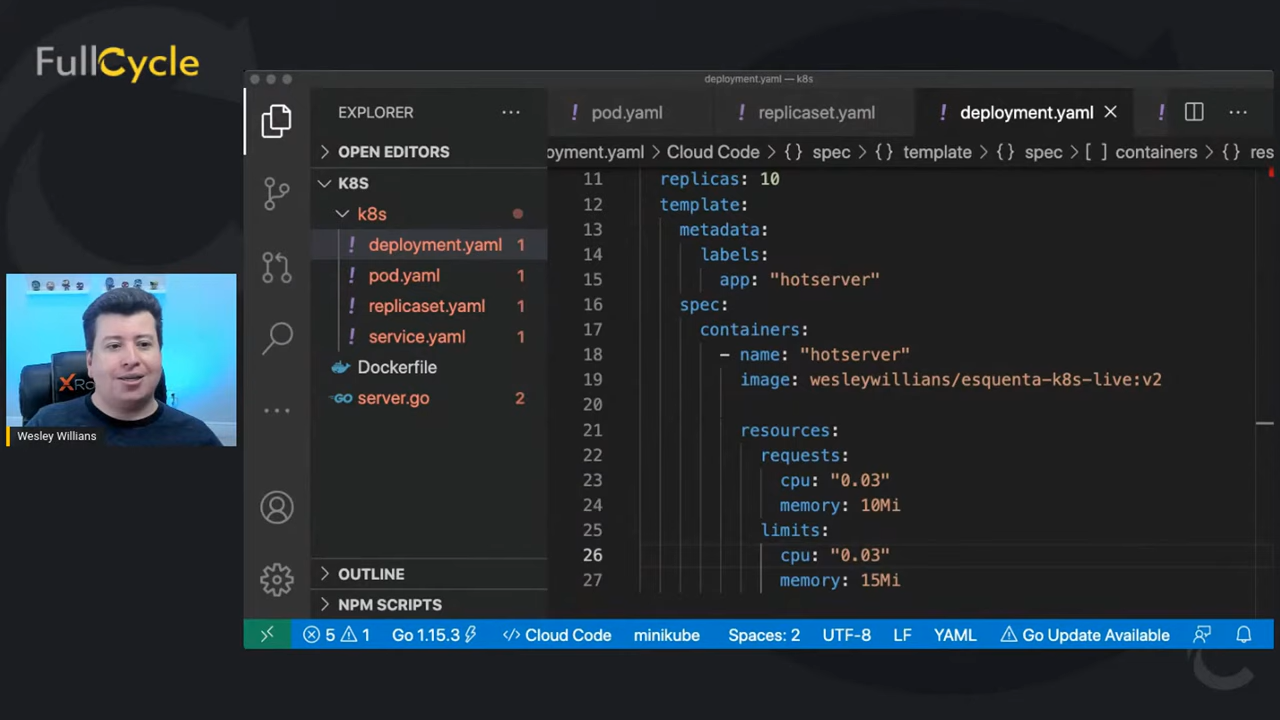 FullCycle
deployment.yaml — k8s
EXPLORER
pod.yaml
replicaset.yaml
deployment.yaml
OPEN EDITORS
oyment.yaml > Cloud Code > {} spec > {} template > {} spec > [ ] containers > {} res
K8S
k8s
deployment.yaml 1
pod.yaml 1
replicaset.yaml 1
service.yaml 1
Dockerfile
server.go 2
OUTLINE
NPM SCRIPTS
11 replicas: 10
12 template:
13 metadata:
14 labels:
15 app: "hotserver"
16 spec:
17 containers:
18 - name: "hotserver"
19 image: wesleywillians/esquenta-k8s-live:v2
20
21 resources:
22 requests:
23 cpu: "0.03"
24 memory: 10Mi
25 limits:
26 cpu: "0.03"
27 memory: 15Mi
Wesley Willians
5 1 Go 1.15.3 </> Cloud Code minikube Spaces: 2 UTF-8 LF YAML Go Update Available